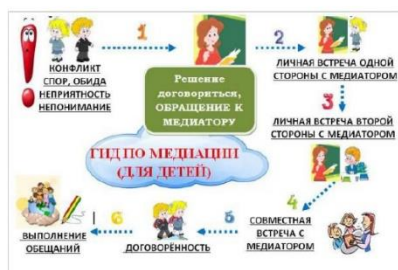 1
2
КОНФЛИКТ
СПОР, ОБИДА
НЕПРИЯТНОСТЬ
НЕПОНИМАНИЕ
Решение
договориться,
ОБРАЩЕНИЕ К
МЕДИАТОРУ
ЛИЧНАЯ ВСТРЕЧА ОДНОЙ
СТОРОНЫ С МЕДИАТОРОМ
3
ЛИЧНАЯ ВСТРЕЧА ВТОРОЙ
СТОРОНЫ С МЕДИАТОРОМ
ГИД ПО МЕДИАЦИИ
(ДЛЯ ДЕТЕЙ)
4
СОВМЕСТНАЯ
ВСТРЕЧА С
МЕДИАТОРОМ
5
ДОГОВОРЁННОСТЬ
6
ВЫПОЛНЕНИЕ
ОБЕЩАНИЙ